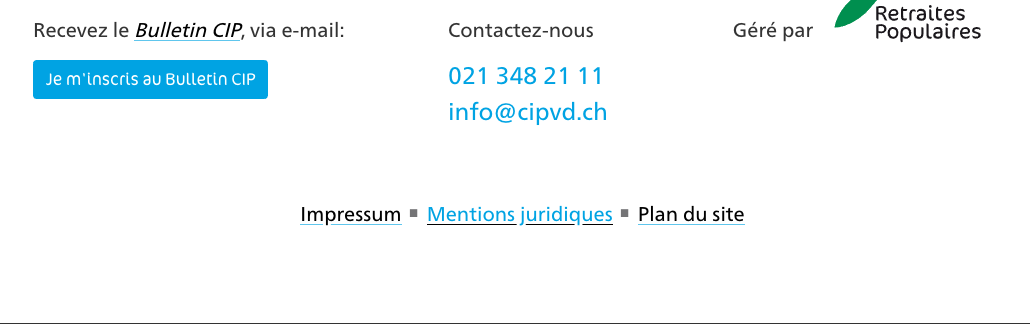 Recevez le Bulletin CIP, via e-mail:
Je m'inscris au Bulletin CIP
Contactez-nous
021 348 21 11
info@cipvd.ch
Géré par
Retraites
Populaires
Impressum ▪ Mentions juridiques ▪ Plan du site